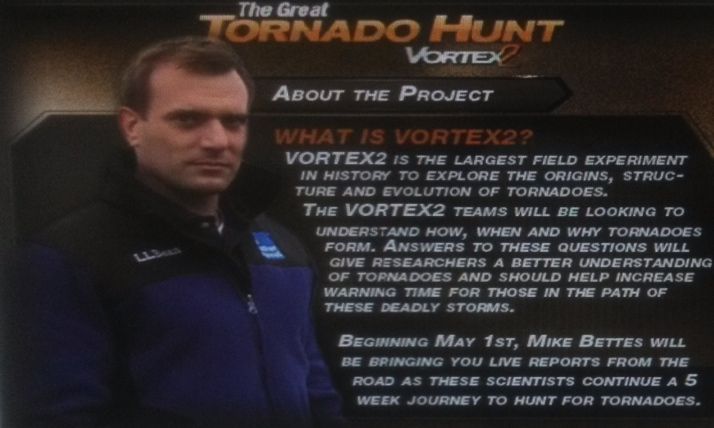 The Great
TORNADO HUNT
VORTEX2
ABOUT THE PROJECT
WHAT IS VORTEX2?
VORTEX2 IS THE LARGEST FIELD EXPERIMENT
IN HISTORY TO EXPLORE THE ORIGINS, STRUC-
TURE AND EVOLUTION OF TORNADOES.
THE VORTEX2 TEAMS WILL BE LOOKING TO
UNDERSTAND HOW, WHEN AND WHY TORNADOES
FORM. ANSWERS TO THESE QUESTIONS WILL
GIVE RESEARCHERS A BETTER UNDERSTANDING
OF TORNADOES AND SHOULD HELP INCREASE
WARNING TIME FOR THOSE IN THE PATH OF
THESE DEADLY STORMS.
BEGINNING MAY 1ST, MIKE BETTES WILL
BE BRINGING YOU LIVE REPORTS FROM THE
ROAD AS THESE SCIENTISTS CONTINUE A 5
WEEK JOURNEY TO HUNT FOR TORNADOES.
L.L.Bean